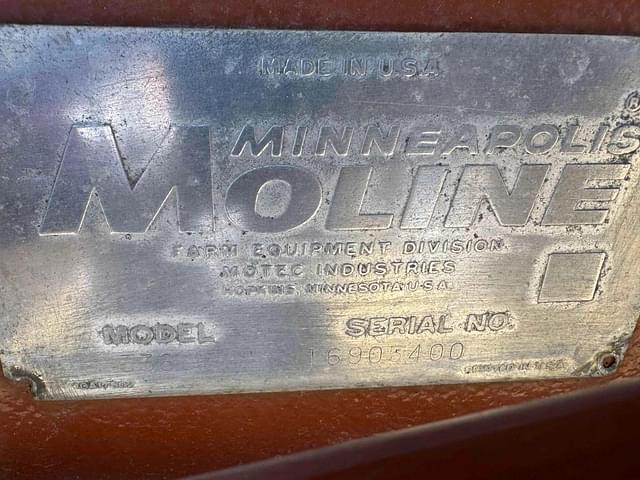 MADE IN U.S.A.
MINNEAPOLIS
MOLINE
FARM EQUIPMENT DIVISION
MOTEC INDUSTRIES
HOPKINS, MINNESOTA U.S.A.
MODEL SERIAL NO.
16905400